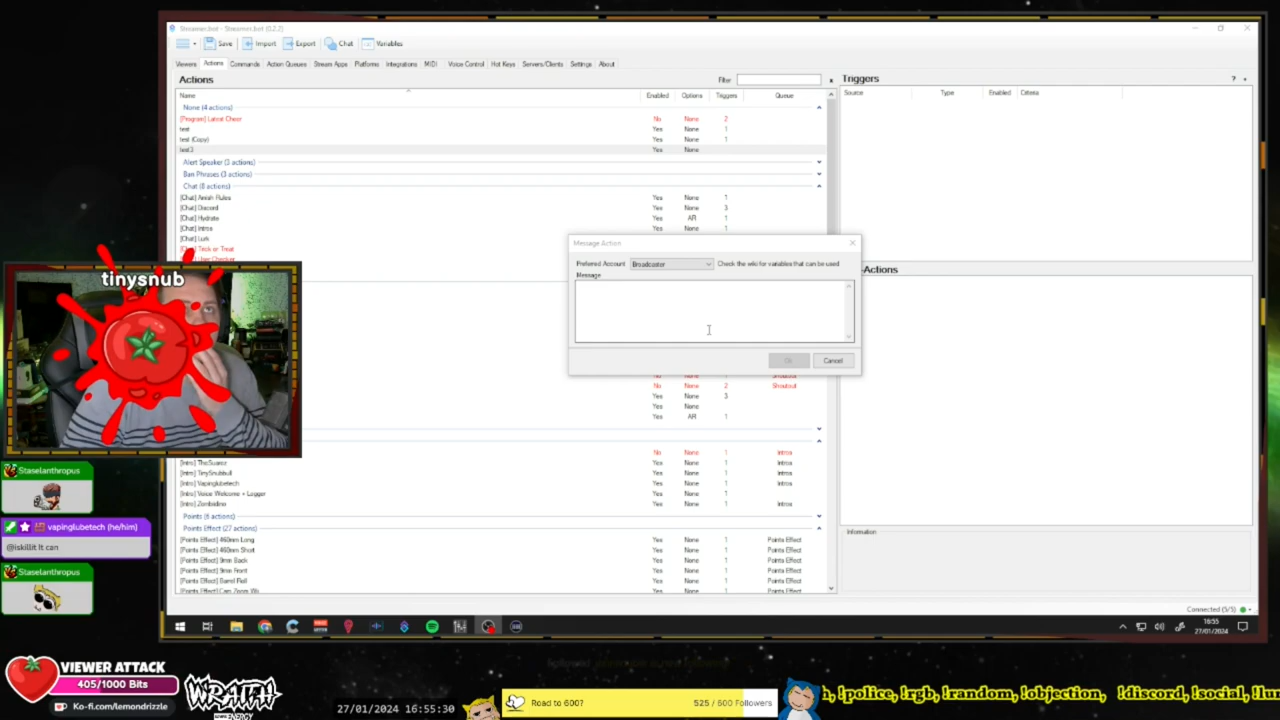 Streamer.bot - Streamer.bot (0.2.2)
Save Import Export Chat Variables
Viewers Actions Commands Action Queues Stream Apps Platforms Integrations MIDI Voice Control Hot Keys Servers/Clients Settings About
Actions Filter x Triggers ?
Name Enabled Options Triggers Queue Source Type Enabled Criteria
None (4 actions)
[Program] Latest Cheer No None 2
test Yes None 1
test (Copy) Yes None 1
test3 Yes None
Alert Speaker (3 actions)
Ban Phrases (3 actions)
Chat (8 actions)
[Chat] Amish Rules Yes None 1
[Chat] Discord Yes None 3
[Chat] Hydrate Yes AR 1
[Chat] Intros Yes None 1
[Chat] Lurk
[Chat] Trick or Treat
Message Action
Preferred Account Broadcaster Check the wiki for variables that can be used
Message
Cancel
-Actions
tinysnub
No None 2 Shoutout
Yes None 3
Yes None
Yes AR 1
No None 1 Intros
[Intro] TheSuarez Yes None 1 Intros
[Intro] TinySnubbull Yes None 1 Intros
[Intro] Vapinglubetech Yes None 1 Intros
[Intro] Voice Welcome + Logger Yes None 1
[Intro] Zombidino Yes None 1 Intros
Points (6 actions)
Points Effect (27 actions)
[Points Effect] 460mm Long Yes None 1 Points Effect
[Points Effect] 460mm Short Yes None 1 Points Effect
[Points Effect] 9mm Back Yes None 1 Points Effect
[Points Effect] 9mm Front Yes None 1 Points Effect
[Points Effect] Barrel Roll Yes None 1 Points Effect
Information
Connected (5/5)
16:55
27/01/2024
Staselanthropus
vapinglubetech (he/him)
@iskillit It can
Staselanthropus
VIEWER ATTACK
405/1000 Bits
Ko-fi.com/lemondrizzle
WRATH
ENERGY
27/01/2024 16:55:30
Road to 600? 525 / 600 Followers
h, !police, !rgb, !random, !objection, !discord, !social, !lu